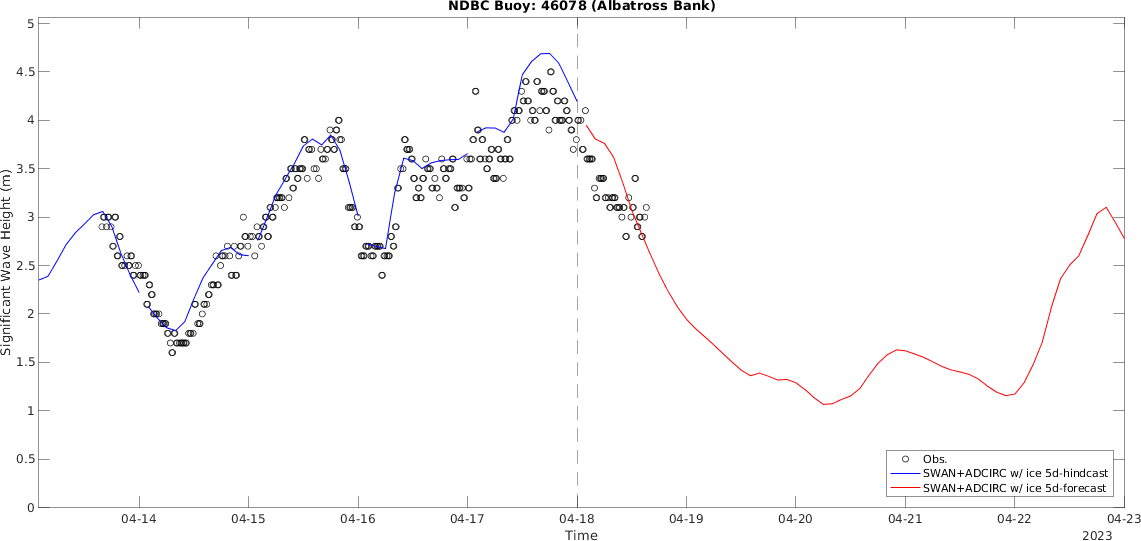 NDBC Buoy: 46078 (Albatross Bank)
5
4.5
4
3.5
3
2.5
2
1.5
1
0.5
0
Significant Wave Height (m)
04-14 04-15 04-16 04-17 04-18 04-19 04-20 04-21 04-22 04-23
Time
2023
Obs.
SWAN+ADCIRC w/ ice 5d-hindcast
SWAN+ADCIRC w/ ice 5d-forecast